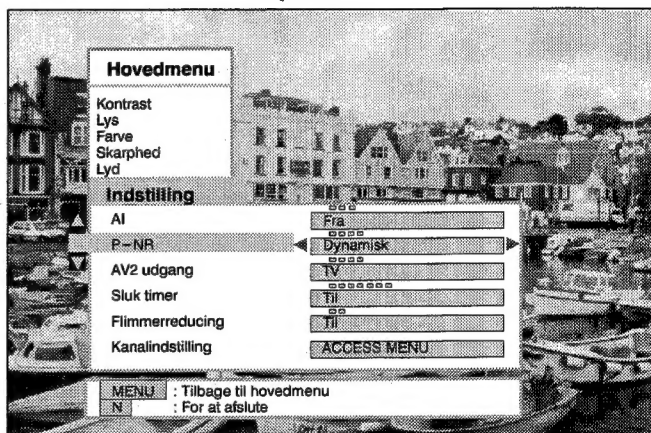 Hovedmenu
Kontrast
Lys
Farve
Skarphed
Lyd
Indstilling
AI Fra
P-NR Dynamisk
AV2 udgang TV
Sluk timer Til
Flimmerreducing Til
Kanalindstilling ACCESS MENU
MENU : Tilbage til hovedmenu
N : For at afslute